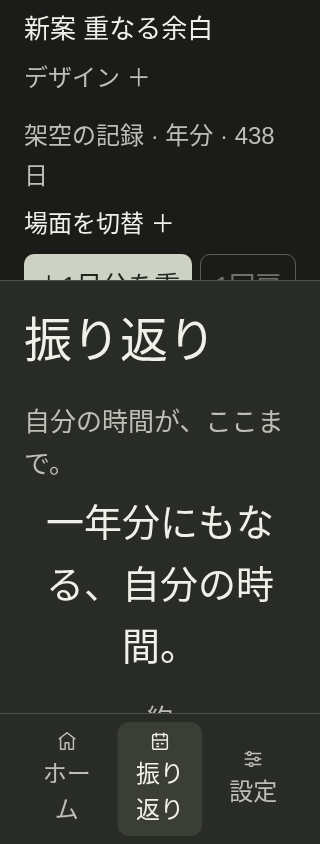 新案 重なる余白
デザイン ＋
架空の記録 · 年分 · 438
日
場面を切替 ＋
振り返り
自分の時間が、ここま
で。
一年分にもな
る、自分の時
間。
ホー
ム
振り
返り
設定